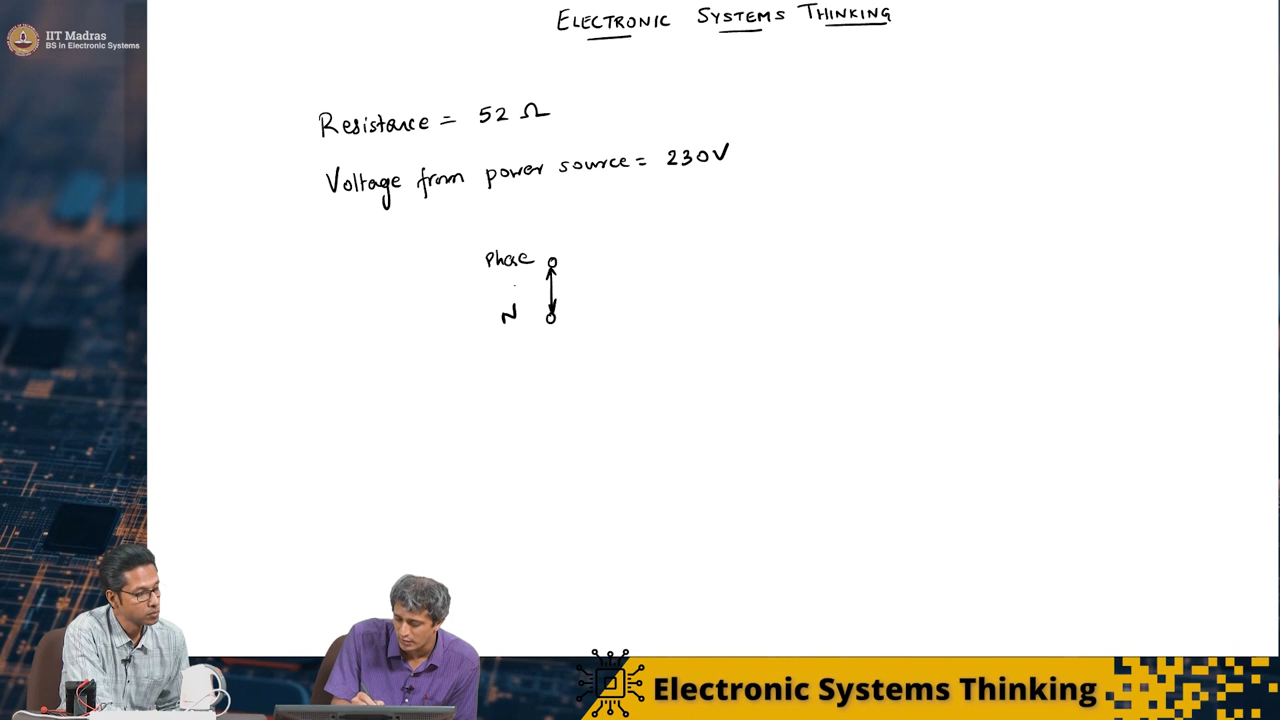 IIT Madras
BS in Electronic Systems
ELECTRONIC SYSTEMS THINKING
Resistance = 52 Ω
Voltage from power source = 230V
Phase
N
Electronic Systems Thinking